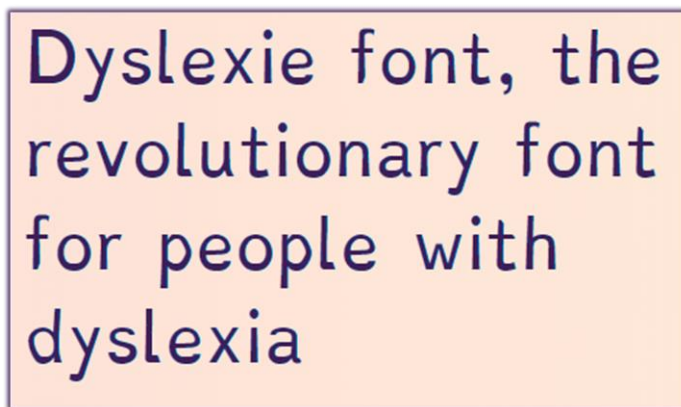 Dyslexie font, the
revolutionary font
for people with
dyslexia